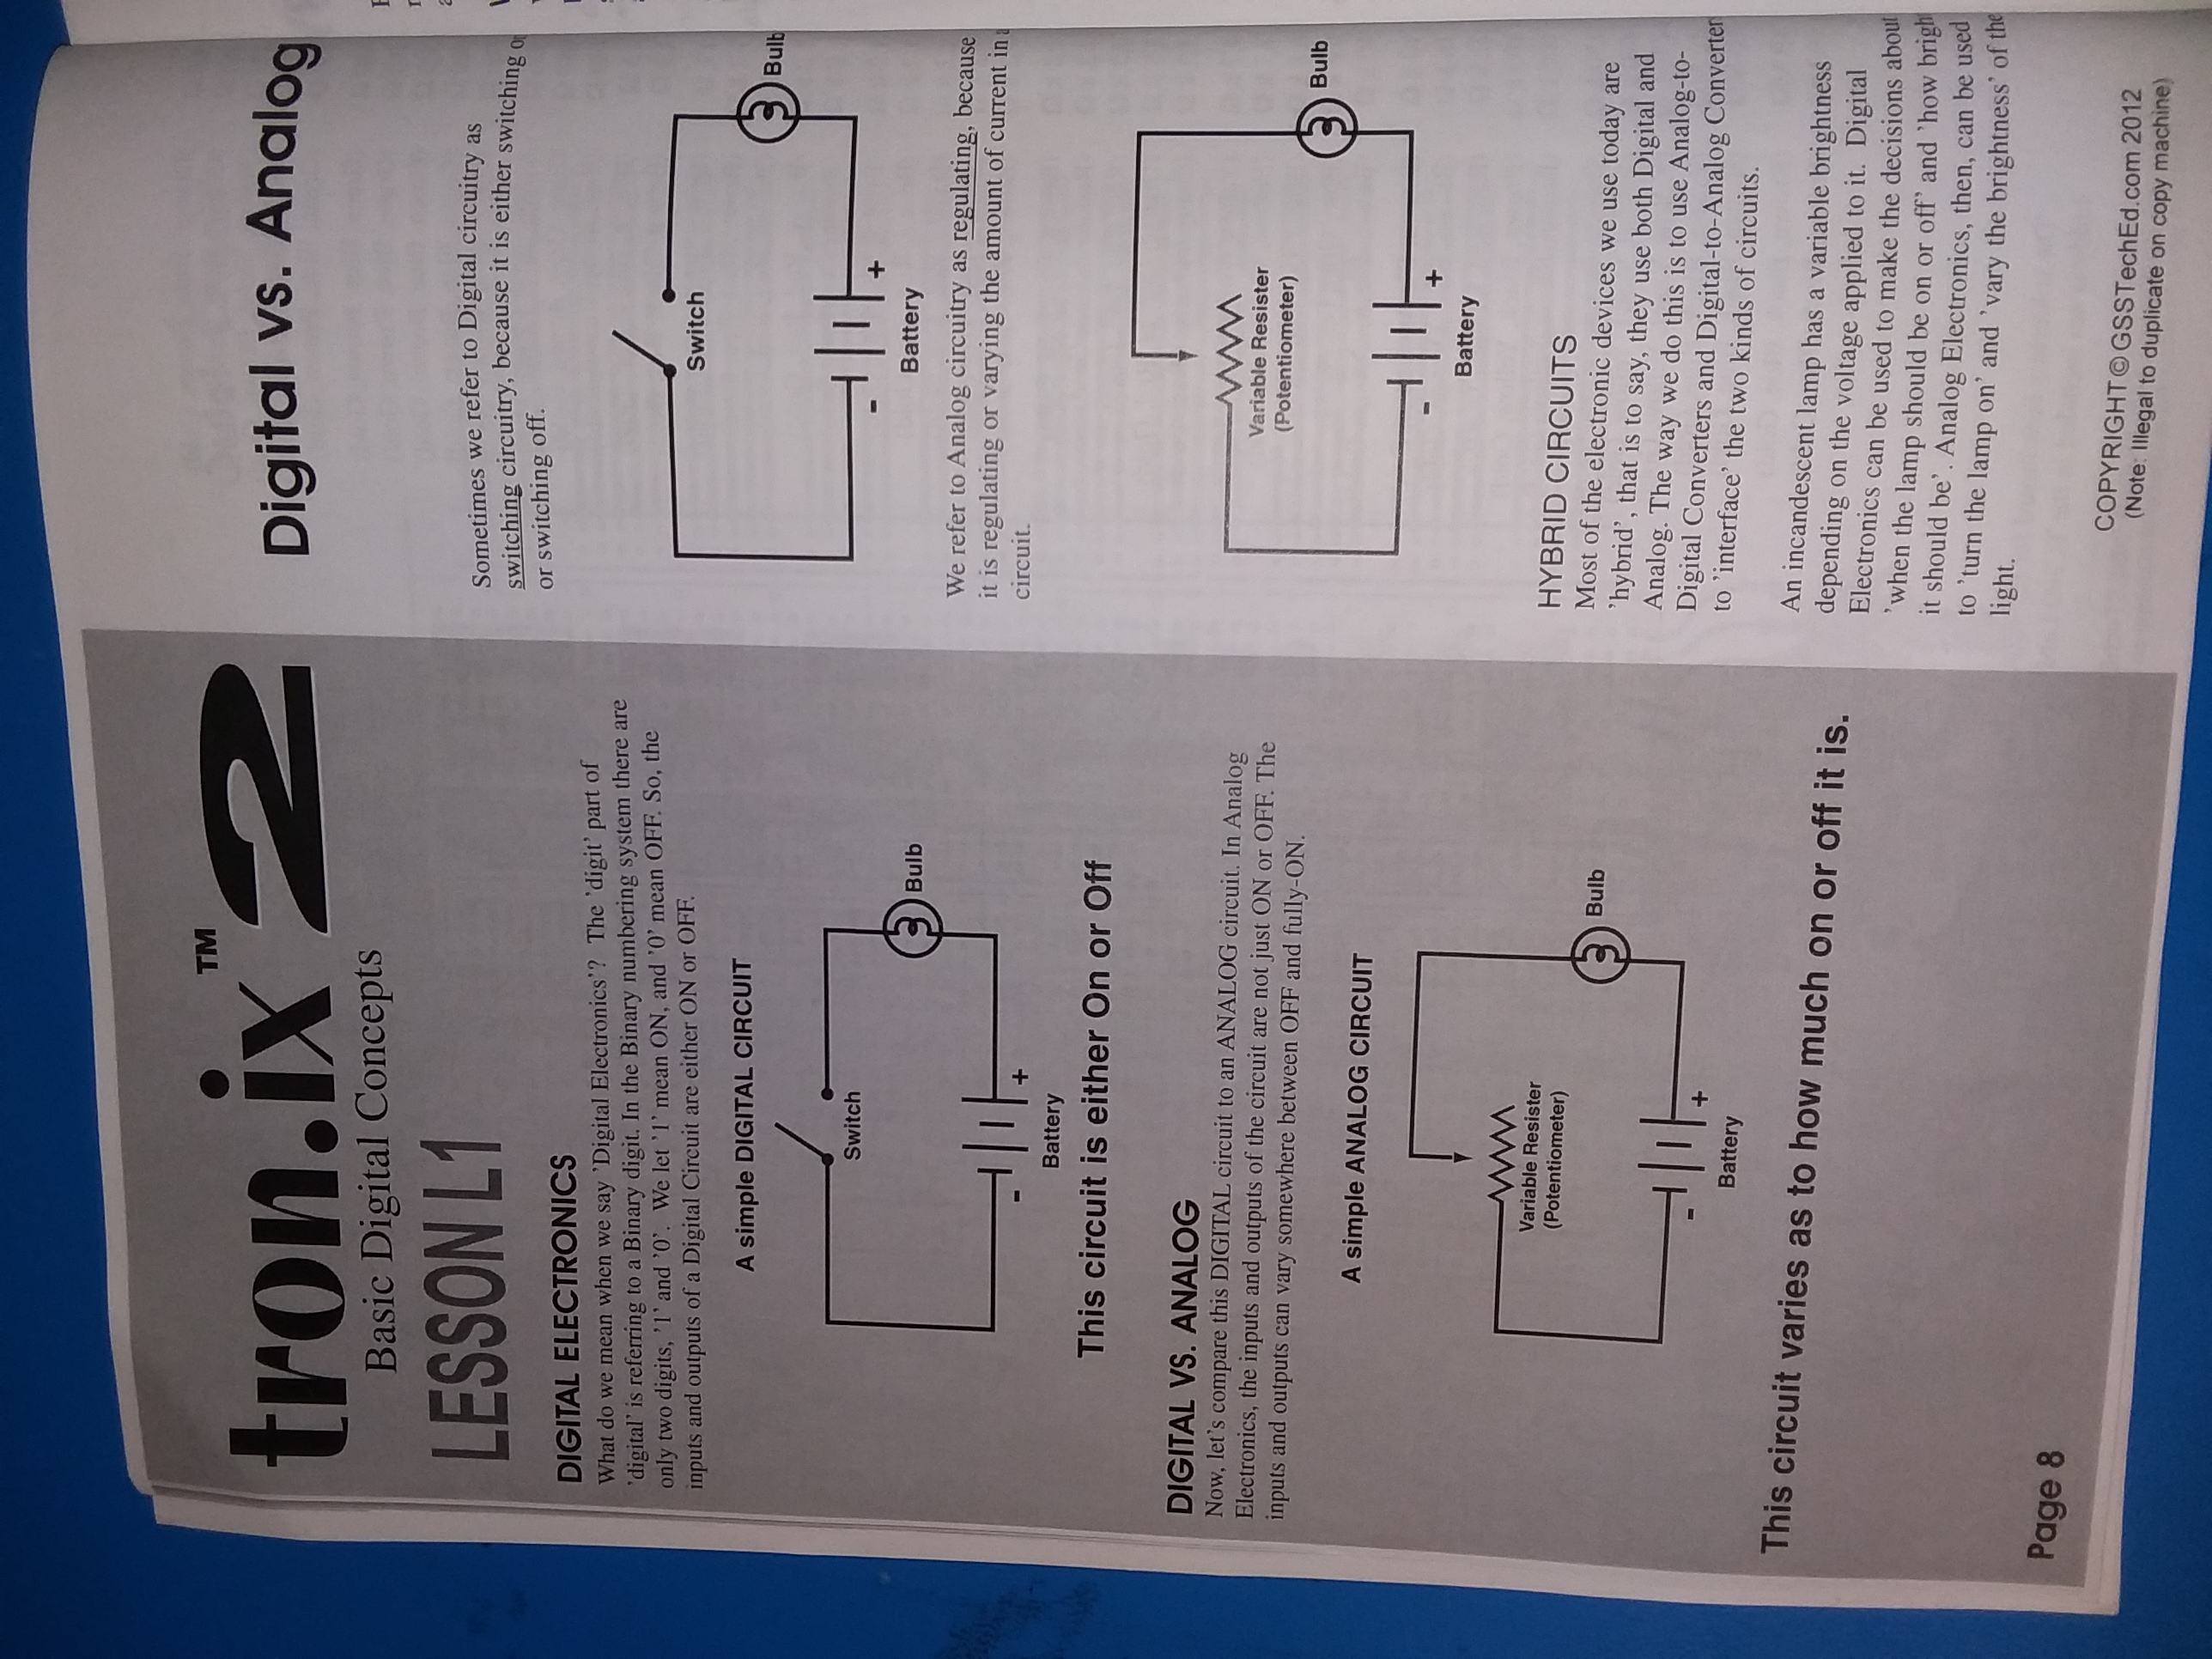 tron.ix™ 2
Basic Digital Concepts
LESSON L1
DIGITAL ELECTRONICS
What do we mean when we say 'Digital Electronics'? The 'digit' part of
'digital' is referring to a Binary digit. In the Binary numbering system there are
only two digits, '1' and '0'. We let '1' mean ON, and '0' mean OFF. So, the
inputs and outputs of a Digital Circuit are either ON or OFF.
A simple DIGITAL CIRCUIT
Switch
Bulb
- +
Battery
This circuit is either On or Off
DIGITAL VS. ANALOG
Now, let's compare this DIGITAL circuit to an ANALOG circuit. In Analog
Electronics, the inputs and outputs of the circuit are not just ON or OFF. The
inputs and outputs can vary somewhere between OFF and fully-ON.
A simple ANALOG CIRCUIT
Variable Resister
(Potentiometer)
Bulb
- +
Battery
This circuit varies as to how much on or off it is.
Page 8
Digital vs. Analog
Sometimes we refer to Digital circuitry as
switching circuitry, because it is either switching
or switching off.
Switch
Bulb
- +
Battery
We refer to Analog circuitry as regulating, because
it is regulating or varying the amount of current in
circuit.
Variable Resister
(Potentiometer)
Bulb
- +
Battery
HYBRID CIRCUITS
Most of the electronic devices we use today are
'hybrid', that is to say, they use both Digital and
Analog. The way we do this is to use Analog-to-
Digital Converters and Digital-to-Analog Converter
to 'interface' the two kinds of circuits.
An incandescent lamp has a variable brightness
depending on the voltage applied to it. Digital
Electronics can be used to make the decisions about
'when the lamp should be on or off' and 'how brigh
it should be'. Analog Electronics, then, can be used
to 'turn the lamp on' and 'vary the brightness' of the
light.
COPYRIGHT © GSSTechEd.com 2012
(Note: Illegal to duplicate on copy machine)